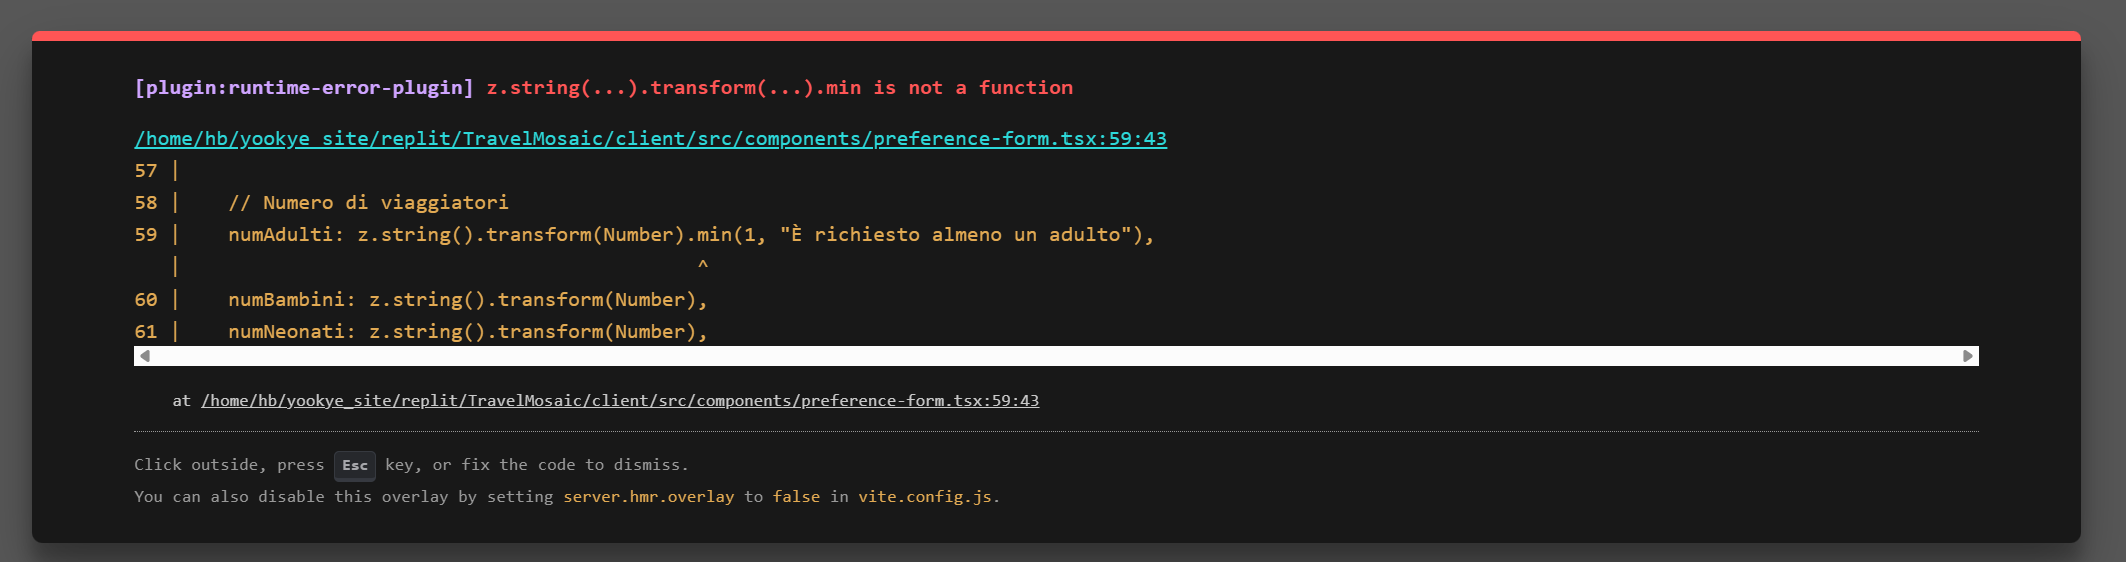 [plugin:runtime-error-plugin] z.string(...).transform(...).min is not a function
/home/hb/yookye_site/replit/TravelMosaic/client/src/components/preference-form.tsx:59:43
57 |
58 |    // Numero di viaggiatori
59 |    numAdulti: z.string().transform(Number).min(1, "È richiesto almeno un adulto"),
   |                                            ^
60 |    numBambini: z.string().transform(Number),
61 |    numNeonati: z.string().transform(Number),
at /home/hb/yookye_site/replit/TravelMosaic/client/src/components/preference-form.tsx:59:43
Click outside, press Esc key, or fix the code to dismiss.
You can also disable this overlay by setting server.hmr.overlay to false in vite.config.js.